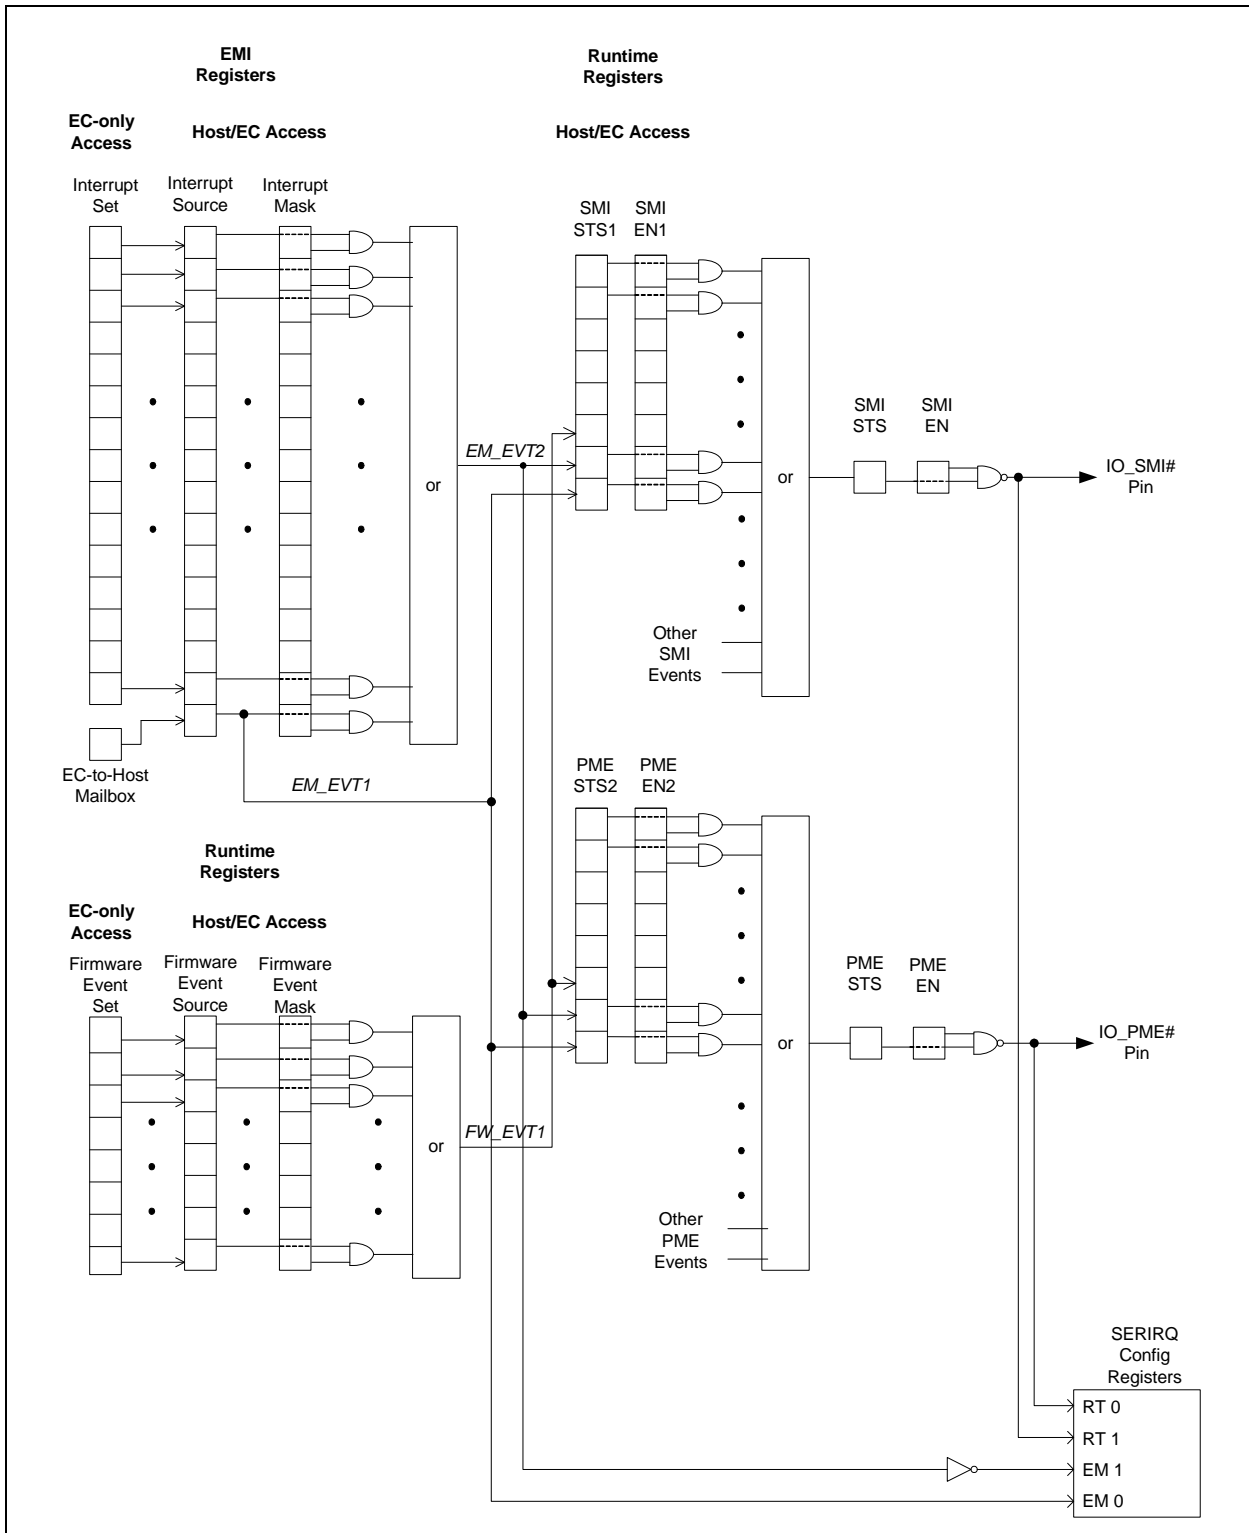 EMI
Registers
Runtime
Registers
EC-only
Access
Host/EC Access
Host/EC Access
Interrupt
Set
Interrupt
Source
Interrupt
Mask
SMI
STS1
SMI
EN1
SMI
STS
SMI
EN
EM_EVT2
or
or
IO_SMI#
Pin
Other
SMI
Events
EC-to-Host
Mailbox
EM_EVT1
PME
STS2
PME
EN2
Runtime
Registers
EC-only
Access
Host/EC Access
Firmware
Event
Set
Firmware
Event
Source
Firmware
Event
Mask
PME
STS
PME
EN
or
IO_PME#
Pin
or
FW_EVT1
Other
PME
Events
SERIRQ
Config
Registers
RT 0
RT 1
EM 1
EM 0